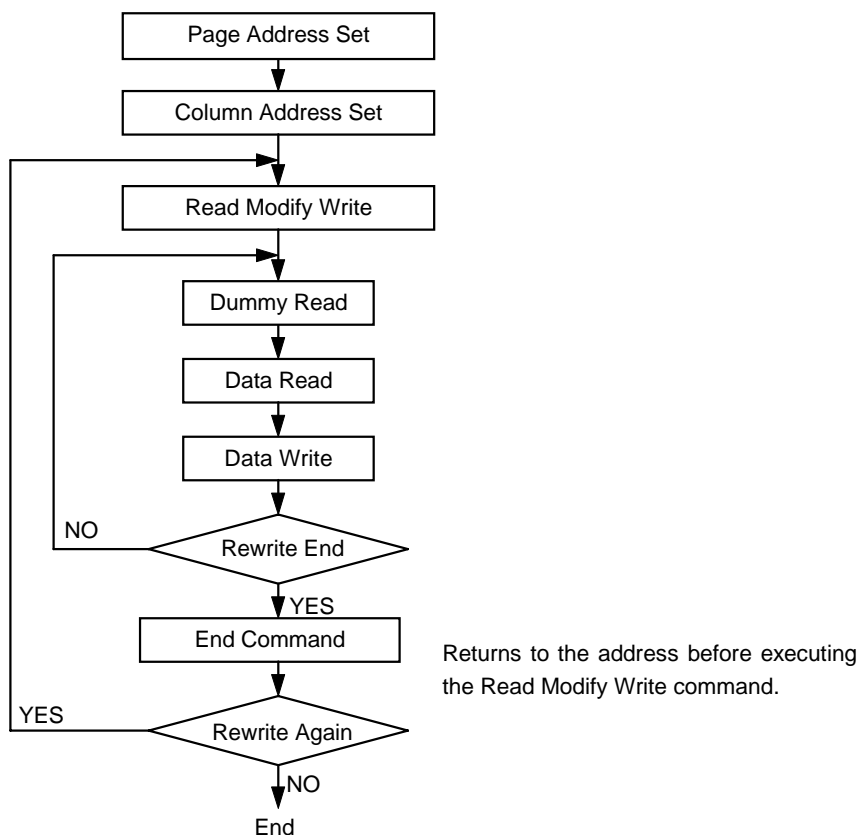 Page Address Set
Column Address Set
Read Modify Write
Dummy Read
Data Read
Data Write
NO
Rewrite End
YES
End Command
Returns to the address before executing
the Read Modify Write command.
YES
Rewrite Again
NO
End